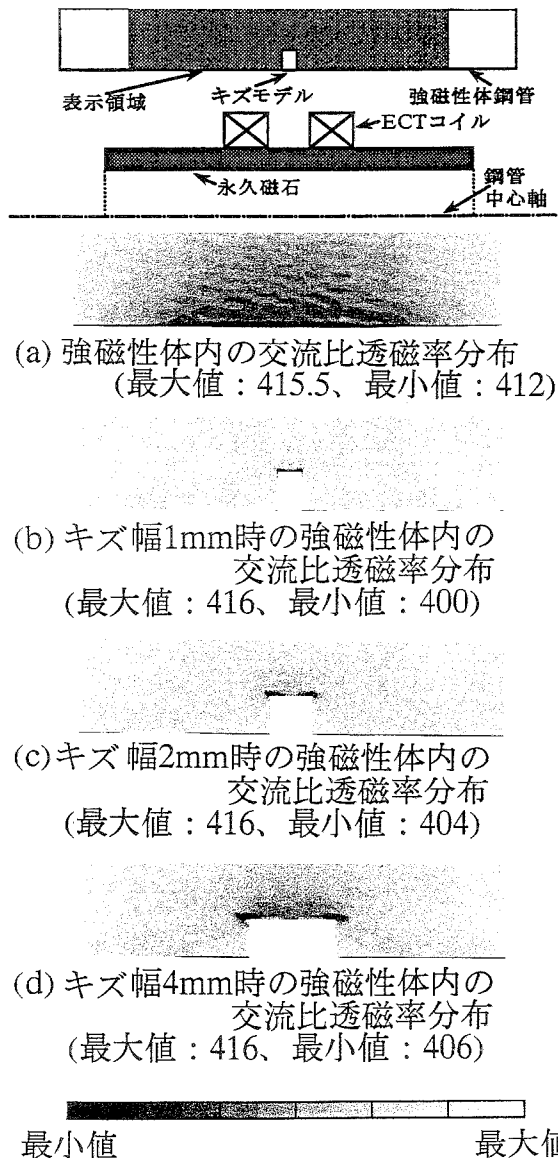 表示領域
キズモデル
強磁性体鋼管
ECTコイル
永久磁石
鋼管
中心軸
(a) 強磁性体内の交流比透磁率分布
(最大値：415.5、最小値：412)
(b) キズ幅1mm時の強磁性体内の
交流比透磁率分布
(最大値：416、最小値：400)
(c)キズ幅2mm時の強磁性体内の
交流比透磁率分布
(最大値：416、最小値：404)
(d) キズ幅4mm時の強磁性体内の
交流比透磁率分布
(最大値：416、最小値：406)
最小値
最大値